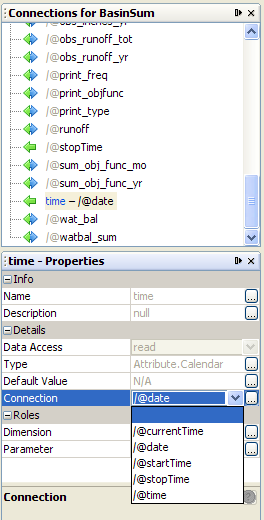 Connections for BasinSum
/@obs_runoff_tot
/@obs_runoff_yr
/@print_freq
/@print_objfunc
/@print_type
/@runoff
/@stopTime
/@sum_obj_func_mo
/@sum_obj_func_yr
time – /@date
/@wat_bal
/@watbal_sum
time - Properties
Info
Name time ...
Description null ...
Details
Data Access read
Type Attribute.Calendar ...
Default Value N/A ...
Connection /@date ...
Roles
Dimension ...
Parameter ...
/@currentTime
/@date
/@startTime
/@stopTime
/@time
Connection ?